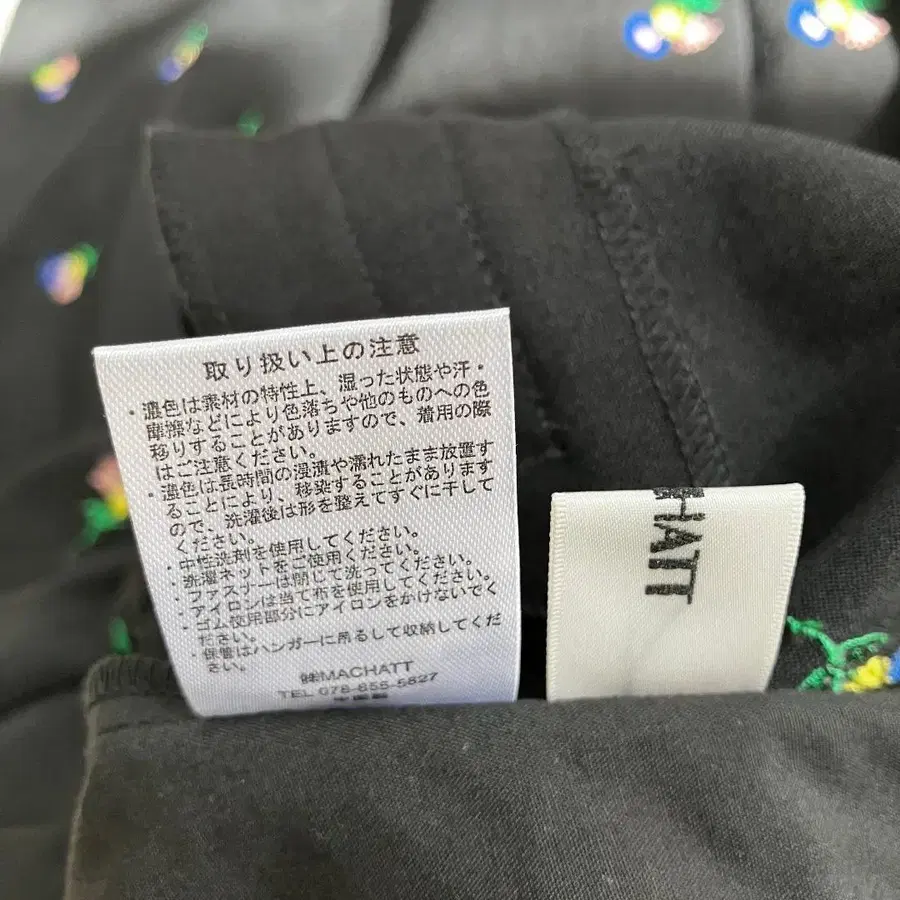 取り扱い上の注意
・濃色は素材の特性上、湿った状態や汗・
摩擦などにより色落ちや他のものへの色
移りすることがありますので、着用の際
はご注意ください。
・濃色は長時間の浸漬や濡れたまま放置す
ることにより、移染することがあります
ので、洗濯後は形を整えてすぐに干して
ください。
・中性洗剤を使用してください。
・洗濯ネットをご使用ください。
・ファスナーは閉じて洗ってください。
・アイロンは当て布を使用してください。
・ゴム使用部分にアイロンをかけないでく
ださい。
・保管はハンガーに吊るして収納してくだ
さい。
㈱MACHATT
TEL 078-855-5827
HATT